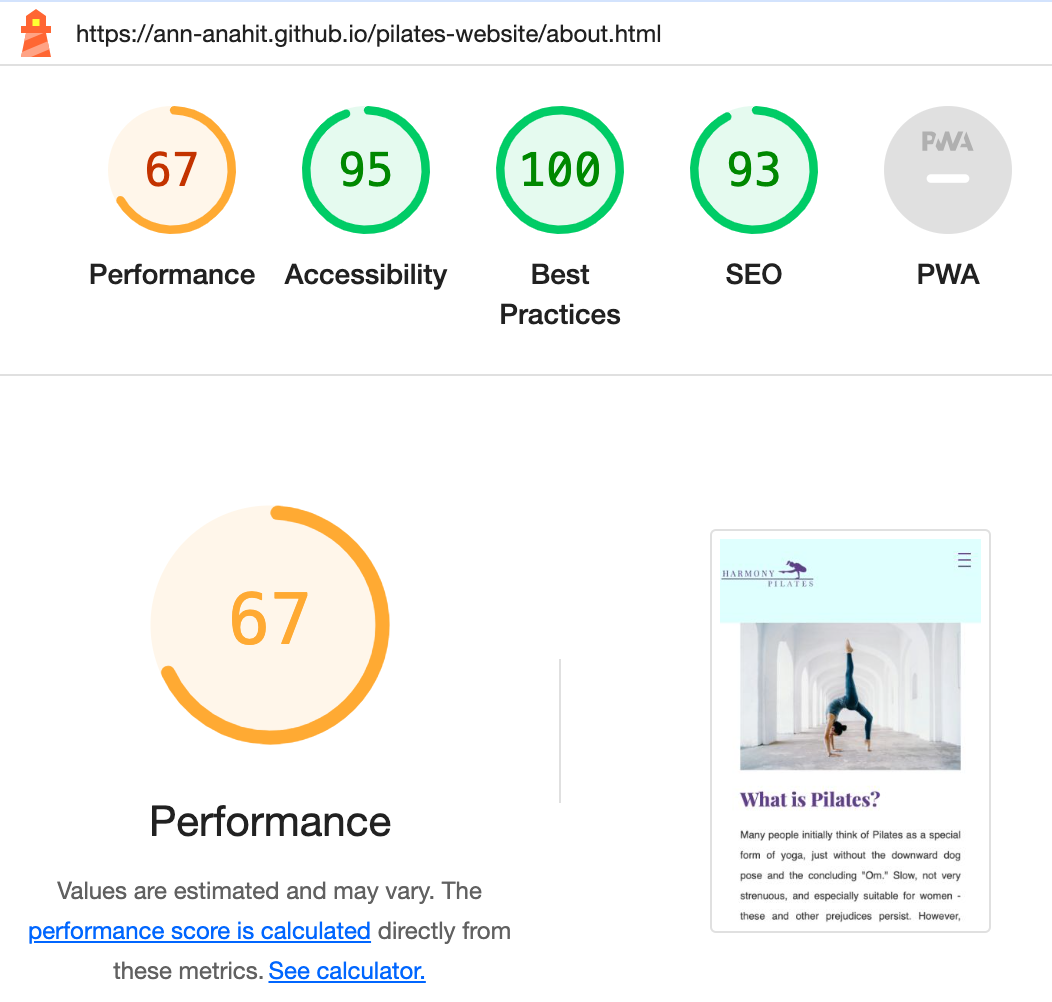 https://ann-anahit.github.io/pilates-website/about.html
67
95
100
93
PWA
Performance
Accessibility
Best
Practices
SEO
PWA
67
Performance
Values are estimated and may vary. The
performance score is calculated directly from
these metrics. See calculator.
HARMONY
PILATES
What is Pilates?
Many people initially think of Pilates as a special
form of yoga, just without the downward dog
pose and the concluding "Om." Slow, not very
strenuous, and especially suitable for women -
these and other prejudices persist. However,